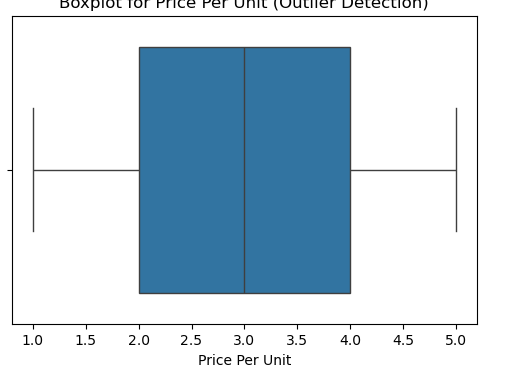 Boxplot for Price Per Unit (Outlier Detection)
1.0 1.5 2.0 2.5 3.0 3.5 4.0 4.5 5.0
Price Per Unit